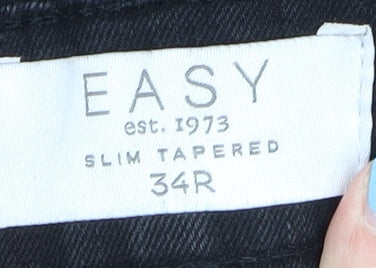 EASY
est. 1973
SLIM TAPERED
34R